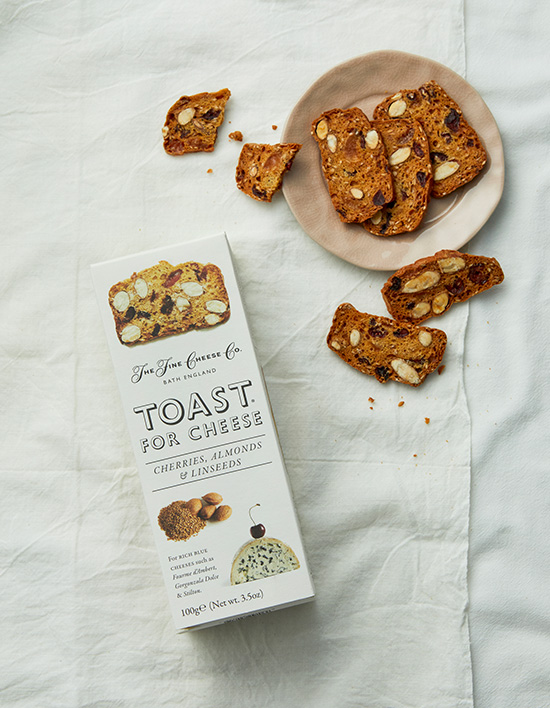 THE FINE CHEESE CO.
BATH ENGLAND
TOAST®
FOR CHEESE
CHERRIES, ALMONDS
& LINSEEDS
FOR RICH BLUE
CHEESES such as
Fourme d'Ambert,
Gorgonzola Dolce
& Stilton.
100g℮ (Net wt. 3.5oz)